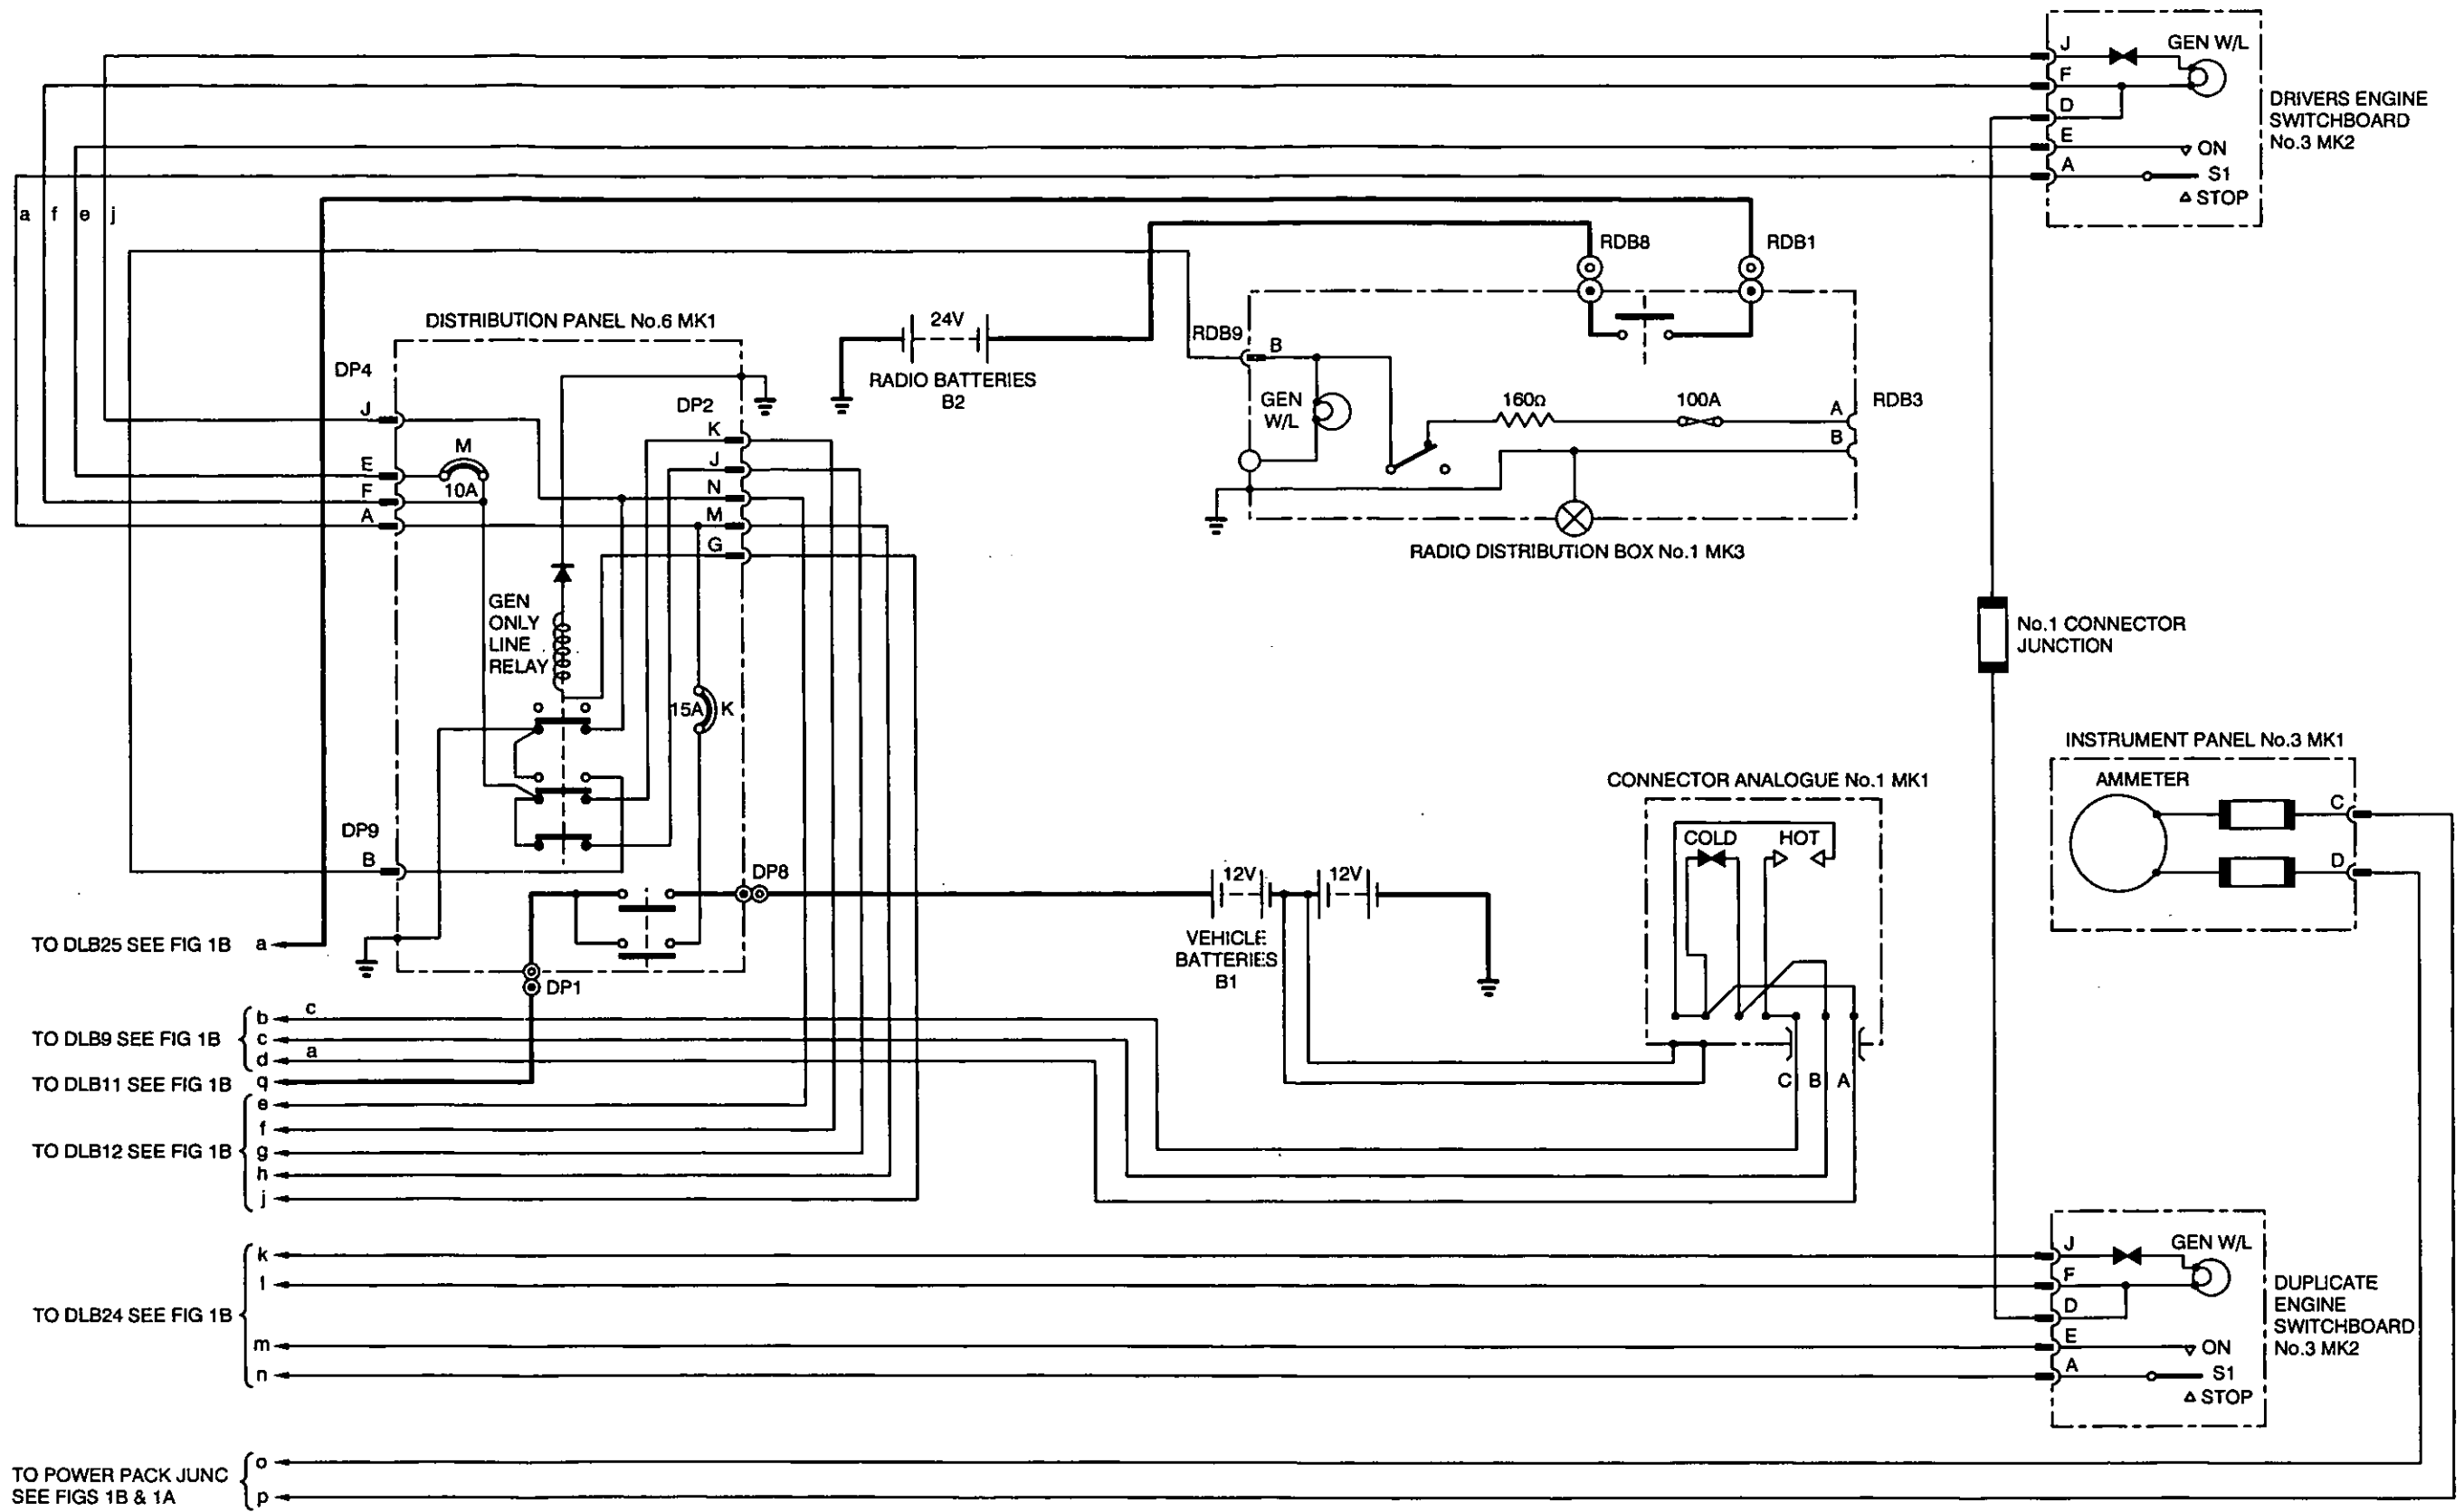 J
GEN W/L
F
D
E
ON
A
S1
STOP
DRIVERS ENGINE
SWITCHBOARD
No.3 MK2
a
f
e
j
RDB8
RDB1
DISTRIBUTION PANEL No.6 MK1
24V
RADIO BATTERIES
B2
RDB9
B
DP4
DP2
J
K
GEN
W/L
160Ω
100A
A
RDB3
B
M
E
10A
F
A
J
N
M
G
RADIO DISTRIBUTION BOX No.1 MK3
GEN
ONLY
LINE
RELAY
15A
K
No.1 CONNECTOR
JUNCTION
INSTRUMENT PANEL No.3 MK1
AMMETER
C
D
CONNECTOR ANALOGUE No.1 MK1
COLD
HOT
C
B
A
DP9
B
DP8
12V
12V
VEHICLE
BATTERIES
B1
DP1
TO DLB25 SEE FIG 1B a
TO DLB9 SEE FIG 1B
b
c
c
d
a
TO DLB11 SEE FIG 1B q
TO DLB12 SEE FIG 1B
e
f
g
h
j
TO DLB24 SEE FIG 1B
k
l
m
n
TO POWER PACK JUNC
SEE FIGS 1B & 1A
o
p
J
GEN W/L
F
D
E
ON
A
S1
STOP
DUPLICATE
ENGINE
SWITCHBOARD
No.3 MK2